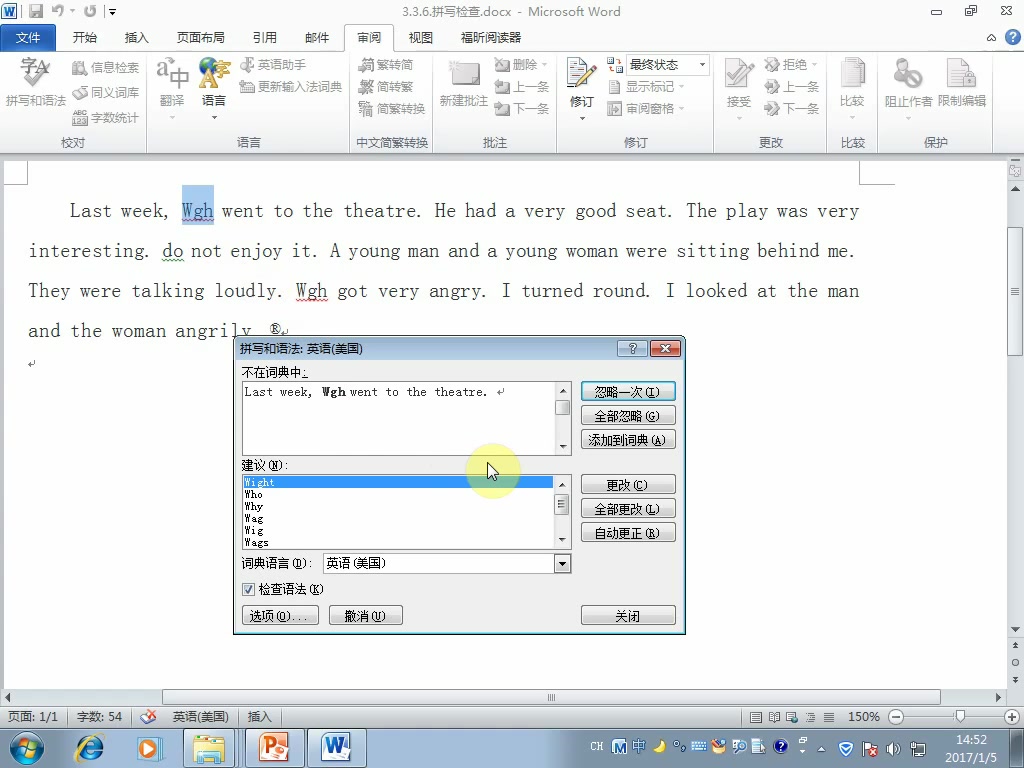 3.3.6.拼写检查.docx - Microsoft Word
文件 开始 插入 页面布局 引用 邮件 审阅 视图 福昕阅读器
拼写和语法 信息检索 同义词库 字数统计 校对
翻译 语言 英语助手 更新输入法词典 语言
繁转简 简转繁 简繁转换 中文简繁转换
新建批注 删除 上一条 下一条 批注
修订 最终状态 显示标记 审阅窗格 修订
接受 拒绝 上一条 下一条 更改
比较 比较
阻止作者 限制编辑 保护
Last week, Wgh went to the theatre. He had a very good seat. The play was very
interesting. do not enjoy it. A young man and a young woman were sitting behind me.
They were talking loudly. Wgh got very angry. I turned round. I looked at the man
and the woman angrily. ®
拼写和语法: 英语(美国)
不在词典中:
Last week, Wgh went to the theatre.
忽略一次(I)
全部忽略(G)
添加到词典(A)
建议(N):
Wight
Who
Why
Wag
Wig
Wags
更改(C)
全部更改(L)
自动更正(R)
词典语言(D): 英语(美国)
检查语法(K)
选项(O)... 撤消(U) 关闭
页面: 1/1 字数: 54 英语(美国) 插入 150%
CH 中 14:52
2017/1/5